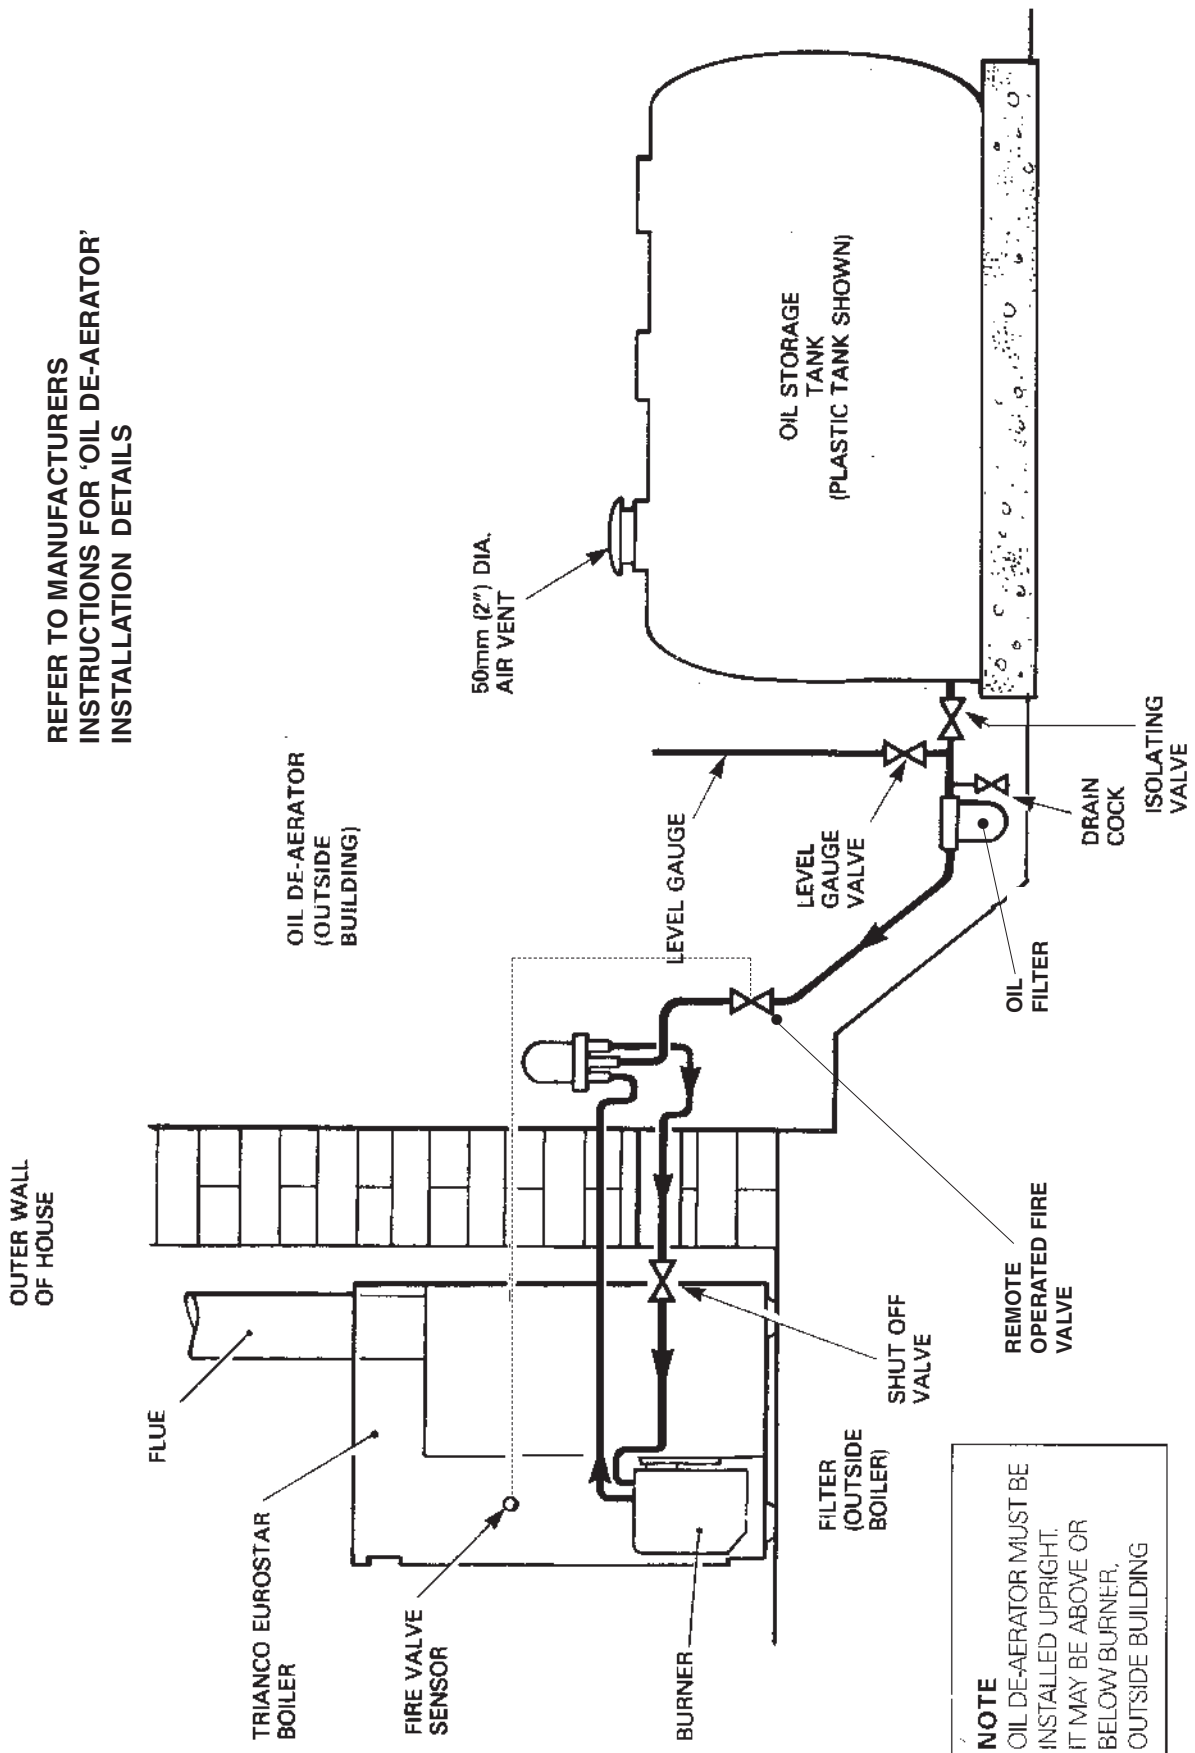 REFER TO MANUFACTURERS
INSTRUCTIONS FOR ‘OIL DE-AERATOR’
INSTALLATION DETAILS
OUTER WALL
OF HOUSE
FLUE
TRIANCO EUROSTAR
BOILER
FIRE VALVE
SENSOR
BURNER
OIL DE-AERATOR
(OUTSIDE
BUILDING)
50mm (2") DIA.
AIR VENT
OIL STORAGE
TANK
(PLASTIC TANK SHOWN)
LEVEL GAUGE
LEVEL
GAUGE
VALVE
FILTER
(OUTSIDE
BOILER)
SHUT OFF
VALVE
REMOTE
OPERATED FIRE
VALVE
OIL
FILTER
DRAIN
COCK
ISOLATING
VALVE
NOTE
OIL DE-AERATOR MUST BE
INSTALLED UPRIGHT.
IT MAY BE ABOVE OR
BELOW BURNER,
OUTSIDE BUILDING